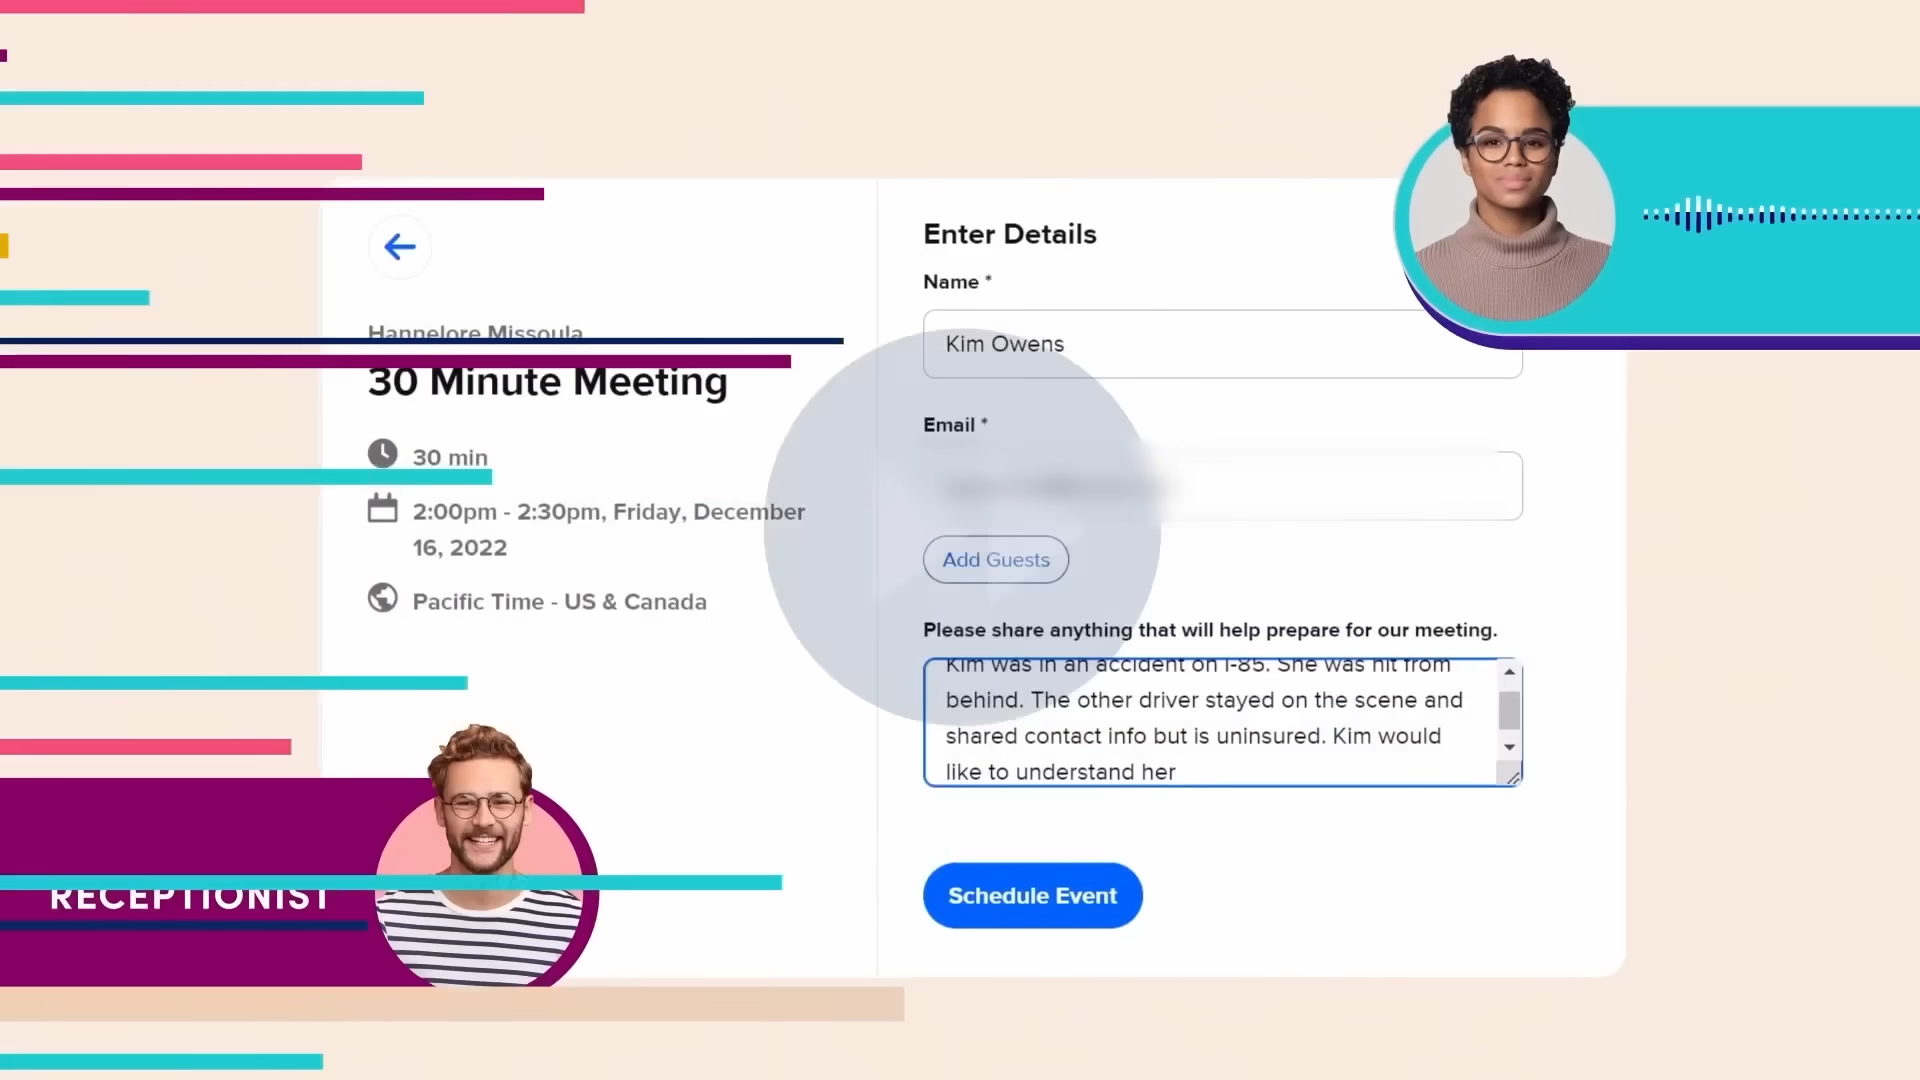 Hannelore Missoula
30 Minute Meeting
30 min
2:00pm - 2:30pm, Friday, December
16, 2022
Pacific Time - US & Canada
RECEPTIONIST
Enter Details
Name *
Kim Owens
Email *
Add Guests
Please share anything that will help prepare for our meeting.
Kim was in an accident on I-85. She was hit from
behind. The other driver stayed on the scene and
shared contact info but is uninsured. Kim would
like to understand her
Schedule Event